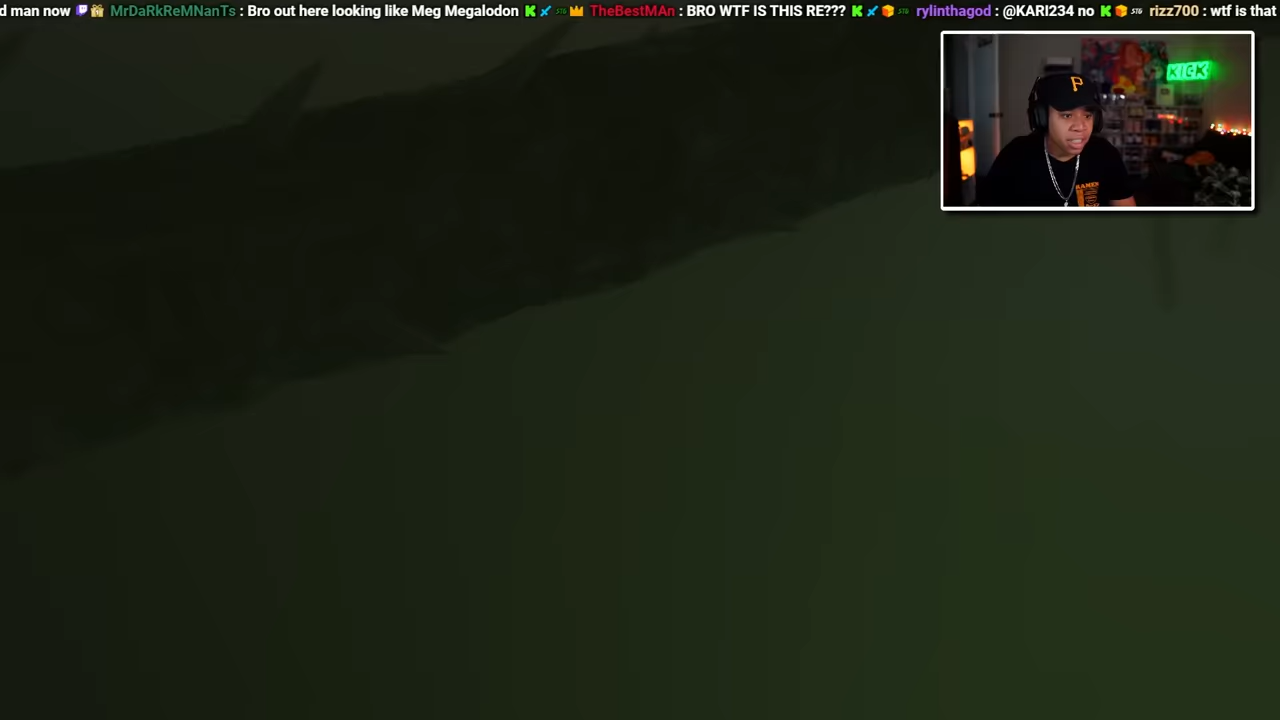 d man now MrDaRkReMNanTs : Bro out here looking like Meg Megalodon TheBestMAn : BRO WTF IS THIS RE??? rylinthagod : @KARI234 no rizz700 : wtf is that
KICK
P
RAMEN